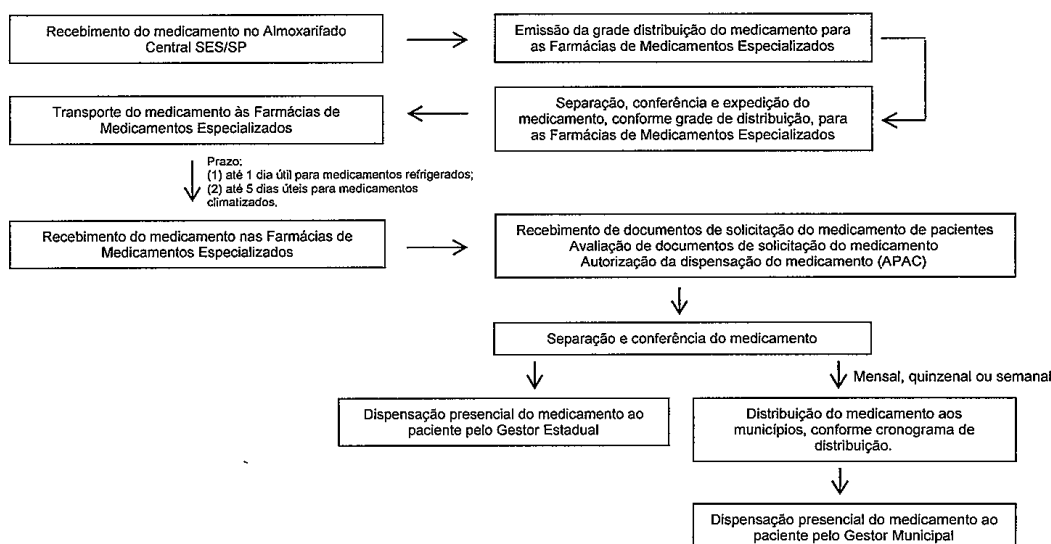 Recebimento do medicamento no Almoxarifado
Central SES/SP
Emissão da grade distribuição do medicamento para
as Farmácias de Medicamentos Especializados
Transporte do medicamento às Farmácias de
Medicamentos Especializados
Separação, conferência e expedição do
medicamento, conforme grade de distribuição, para
as Farmácias de Medicamentos Especializados
Prazo:
(1) até 1 dia útil para medicamentos refrigerados;
(2) até 5 dias úteis para medicamentos
climatizados.
Recebimento do medicamento nas Farmácias de
Medicamentos Especializados
Recebimento de documentos de solicitação do medicamento de pacientes
Avaliação de documentos de solicitação do medicamento
Autorização da dispensação do medicamento (APAC)
Separação e conferência do medicamento
Mensal, quinzenal ou semanal
Dispensação presencial do medicamento ao
paciente pelo Gestor Estadual
Distribuição do medicamento aos
municípios, conforme cronograma de
distribuição.
Dispensação presencial do medicamento ao
paciente pelo Gestor Municipal